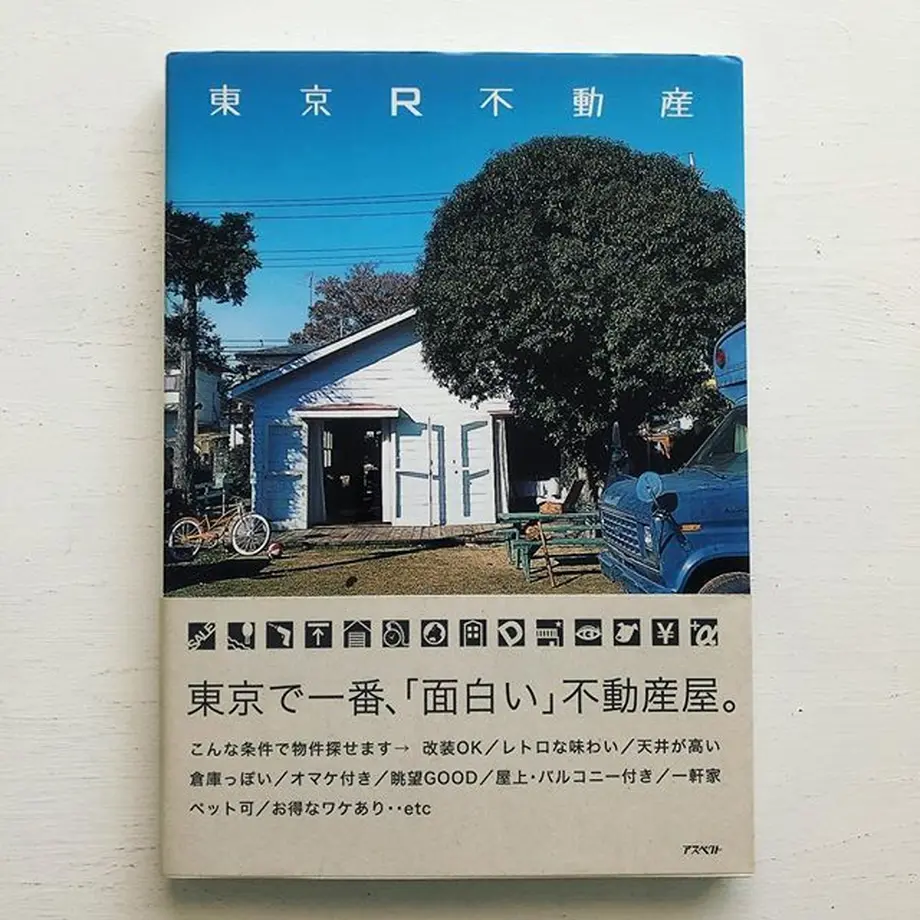 東京R不動産
SALE
D
¥
+α
東京で一番、「面白い」不動産屋。
こんな条件で物件探せます→ 改装OK/レトロな味わい/天井が高い
倉庫っぽい/オマケ付き/眺望GOOD/屋上・バルコニー付き/一軒家
ペット可/お得なワケあり‥etc
アスペクト